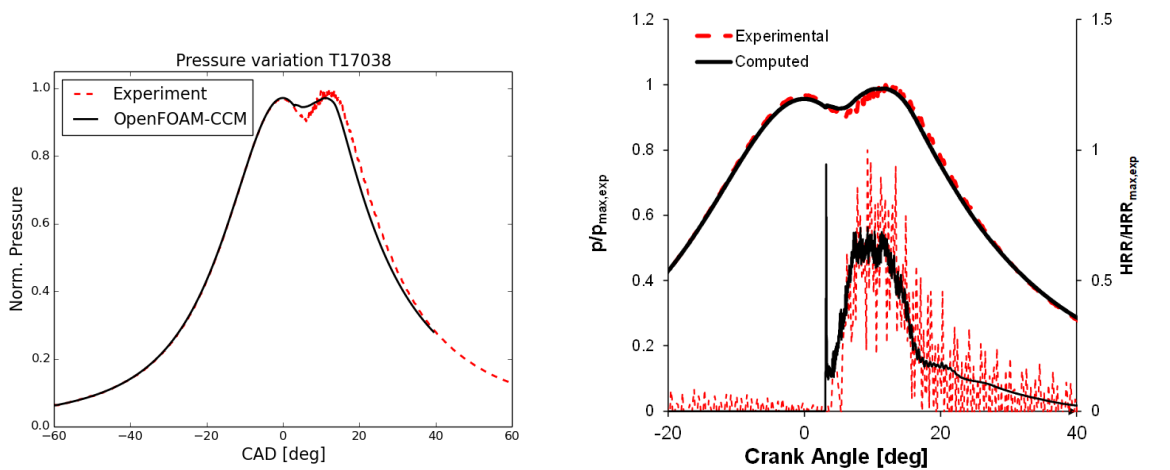 Pressure variation T17038
Experiment
OpenFOAM-CCM
Norm. Pressure
1.0
0.8
0.6
0.4
0.2
0.0
−60 −40 −20 0 20 40 60
CAD [deg]
Experimental
Computed
p/pmax,exp
1.2
1
0.8
0.6
0.4
0.2
0
-20 0 20 40
Crank Angle [deg]
1.5
1
0.5
0
HRR/HRRmax,exp